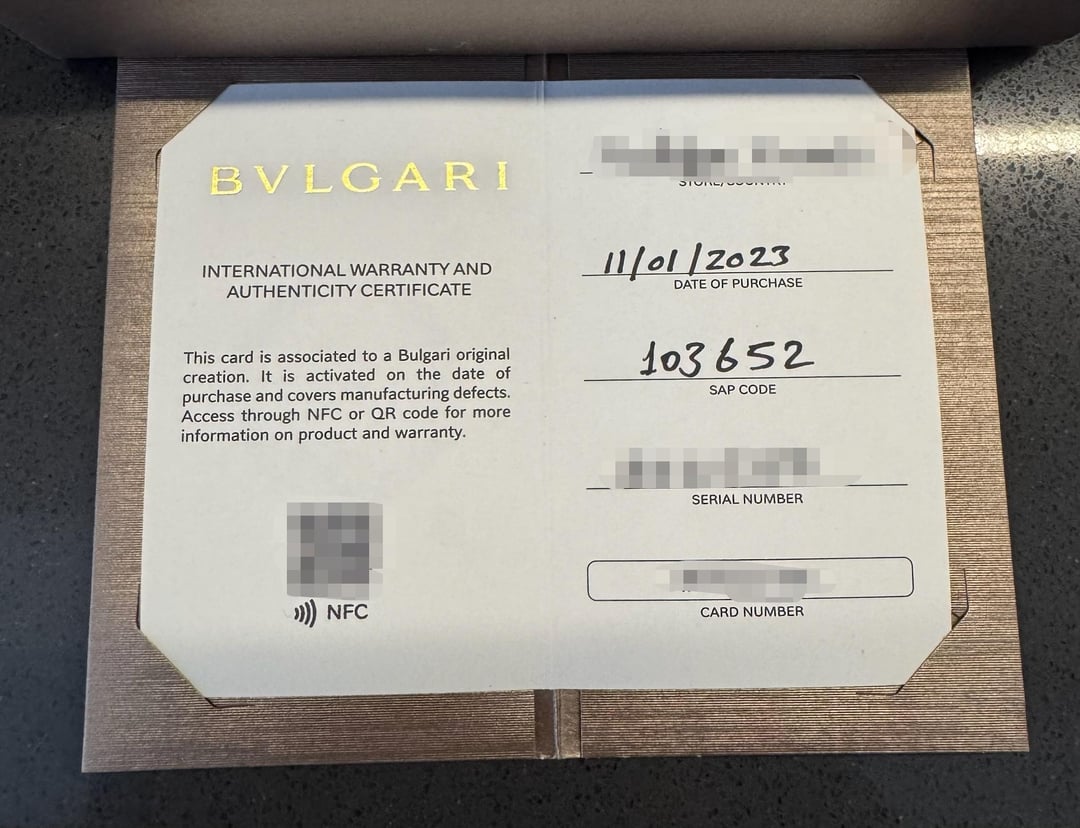 BVLGARI
INTERNATIONAL WARRANTY AND
AUTHENTICITY CERTIFICATE
This card is associated to a Bulgari original
creation. It is activated on the date of
purchase and covers manufacturing defects.
Access through NFC or QR code for more
information on product and warranty.
NFC
STORE/COUNTRY
11/01/2023
DATE OF PURCHASE
103652
SAP CODE
SERIAL NUMBER
CARD NUMBER